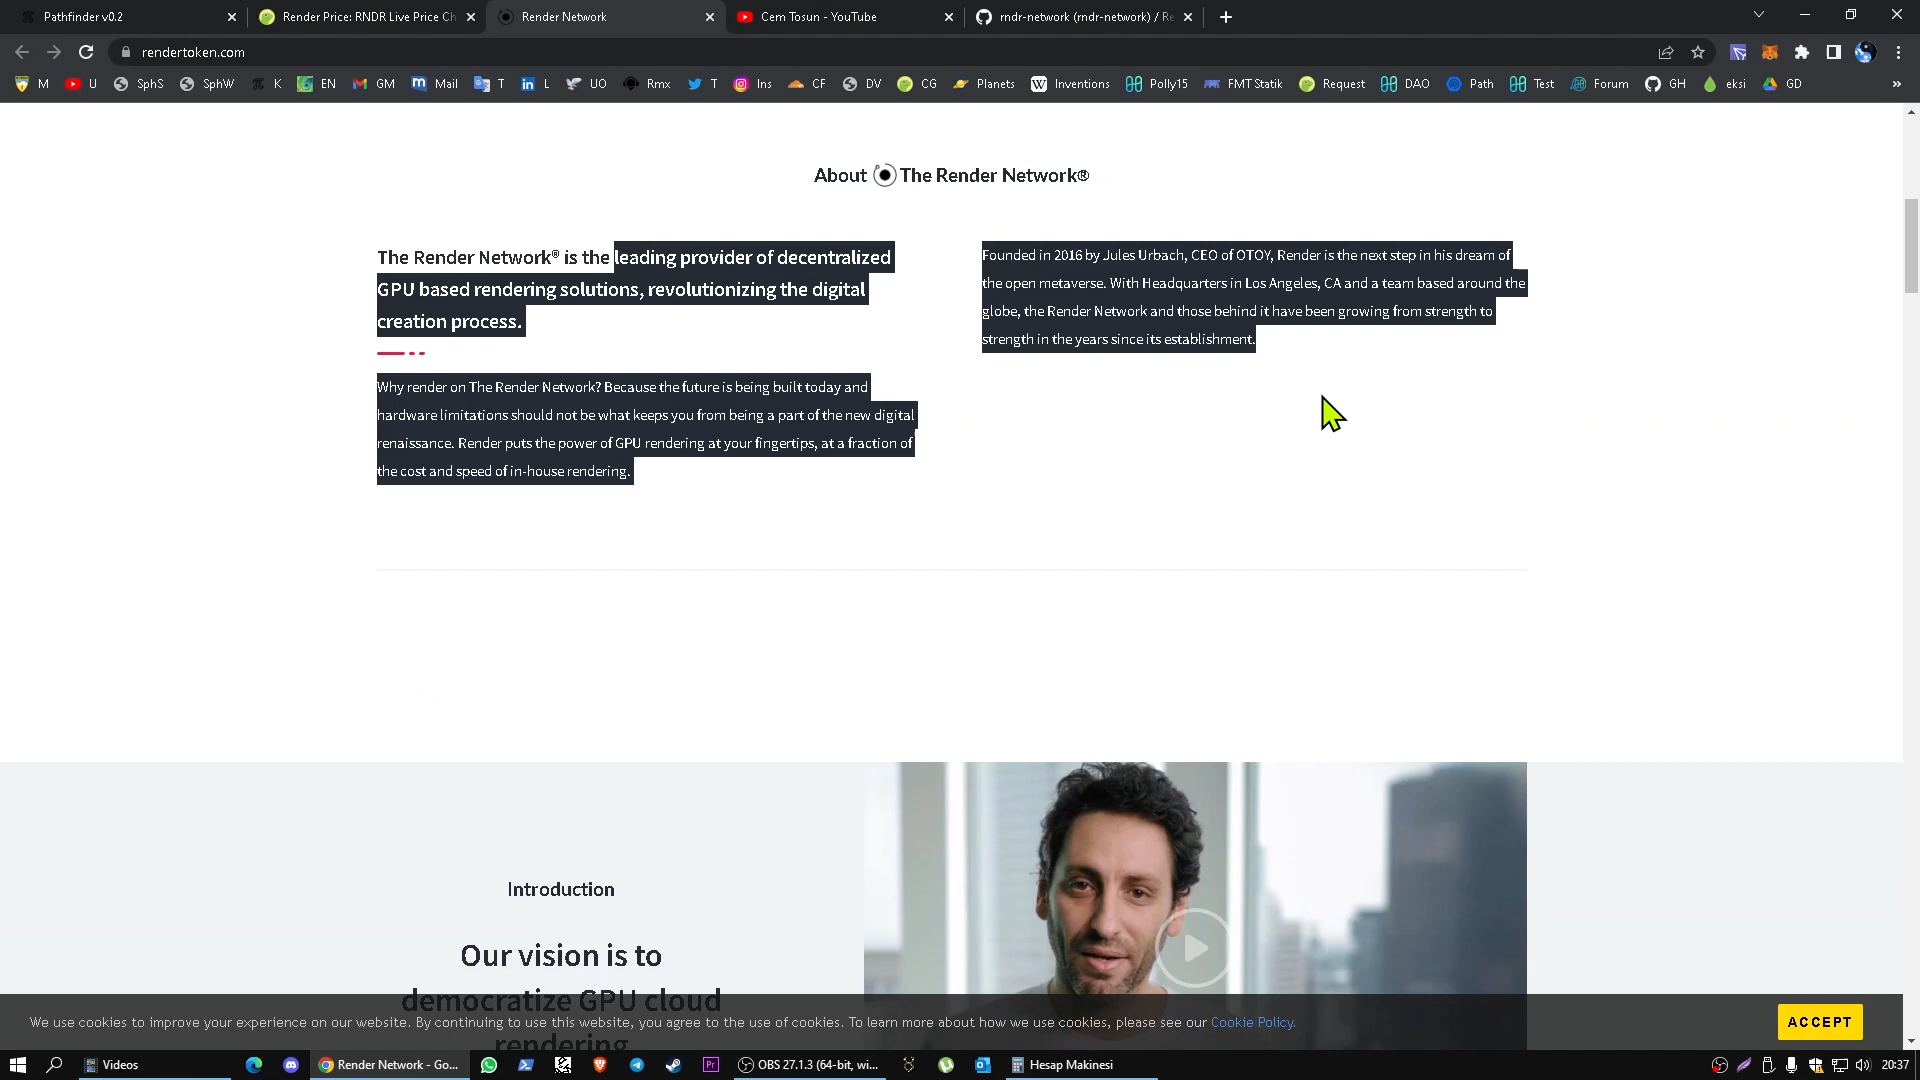 Pathfinder v0.2
Render Price: RNDR Live Price Ch
Render Network
Cem Tosun - YouTube
rndr-network (rndr-network) / Re
rendertoken.com
M
U
SphS
SphW
K
EN
GM
Mail
T
L
UO
Rmx
T
Ins
CF
DV
CG
Planets
Inventions
Polly15
FMT Statik
Request
DAO
Path
Test
Forum
GH
eksi
GD
»
About The Render Network®
The Render Network® is the leading provider of decentralized
GPU based rendering solutions, revolutionizing the digital
creation process.
Why render on The Render Network? Because the future is being built today and
hardware limitations should not be what keeps you from being a part of the new digital
renaissance. Render puts the power of GPU rendering at your fingertips, at a fraction of
the cost and speed of in-house rendering.
Founded in 2016 by Jules Urbach, CEO of OTOY, Render is the next step in his dream of
the open metaverse. With Headquarters in Los Angeles, CA and a team based around the
globe, the Render Network and those behind it have been growing from strength to
strength in the years since its establishment.
Introduction
Our vision is to
democratize GPU cloud
rendering
We use cookies to improve your experience on our website. By continuing to use this website, you agree to the use of cookies. To learn more about how we use cookies, please see our Cookie Policy.
ACCEPT
Videos
Render Network - Go...
Pr
OBS 27.1.3 (64-bit, wi...
Hesap Makinesi
20:37